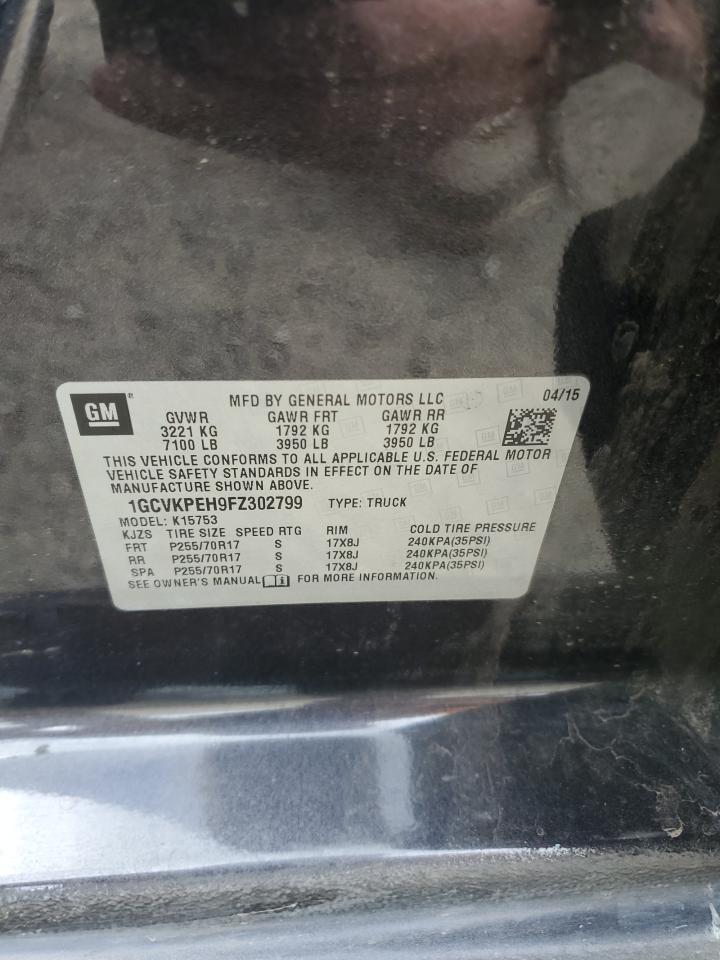 GM®
MFD BY GENERAL MOTORS LLC 04/15
GVWR GAWR FRT GAWR RR
3221 KG 1792 KG 1792 KG
7100 LB 3950 LB 3950 LB
THIS VEHICLE CONFORMS TO ALL APPLICABLE U.S. FEDERAL MOTOR
VEHICLE SAFETY STANDARDS IN EFFECT ON THE DATE OF
MANUFACTURE SHOWN ABOVE.
1GCVKPEH9FZ302799 TYPE: TRUCK
MODEL: K15753
KJZS TIRE SIZE SPEED RTG RIM COLD TIRE PRESSURE
FRT P255/70R17 S 17X8J 240KPA(35PSI)
RR P255/70R17 S 17X8J 240KPA(35PSI)
SPA P255/70R17 S 17X8J 240KPA(35PSI)
SEE OWNER'S MANUAL FOR MORE INFORMATION.